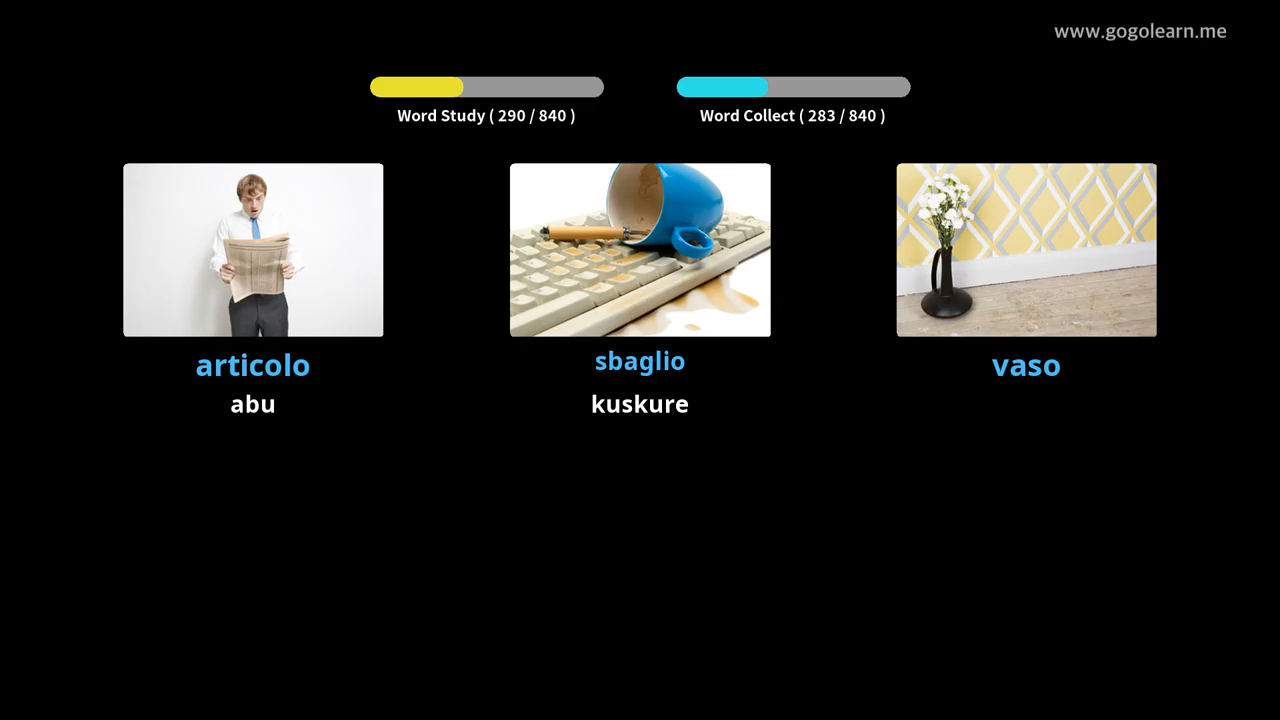 www.gogolearn.me
Word Study ( 290 / 840 )
Word Collect ( 283 / 840 )
articolo
abu
sbaglio
kuskure
vaso